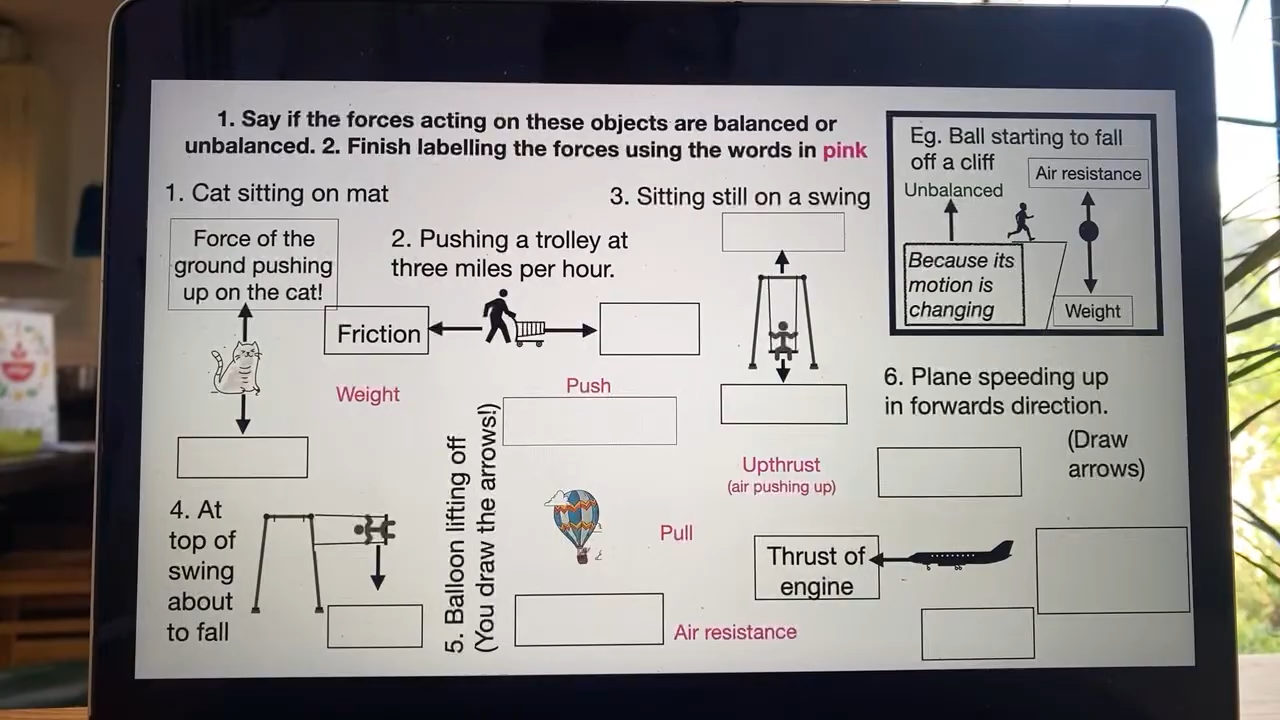 1. Say if the forces acting on these objects are balanced or
unbalanced. 2. Finish labelling the forces using the words in pink
1. Cat sitting on mat
Force of the
ground pushing
up on the cat!
2. Pushing a trolley at
three miles per hour.
Friction
Weight
Push
3. Sitting still on a swing
Eg. Ball starting to fall
off a cliff
Unbalanced
Air resistance
Because its
motion is
changing
Weight
4. At
top of
swing
about
to fall
5. Balloon lifting off
(You draw the arrows!)
Upthrust
(air pushing up)
Pull
Air resistance
6. Plane speeding up
in forwards direction.
(Draw
arrows)
Thrust of
engine